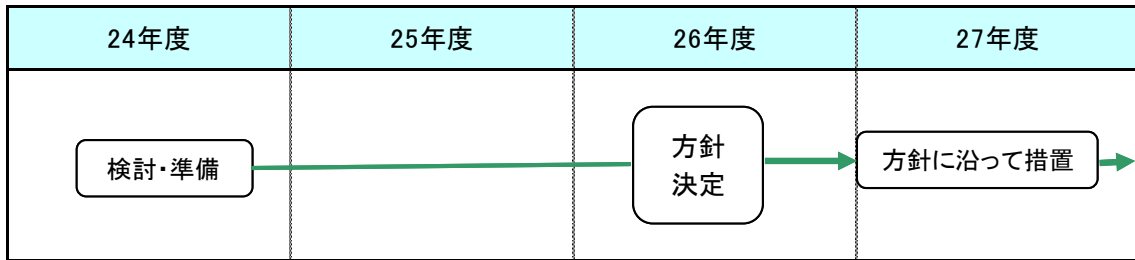 24年度
25年度
26年度
27年度
検討・準備
方針
決定
方針に沿って措置